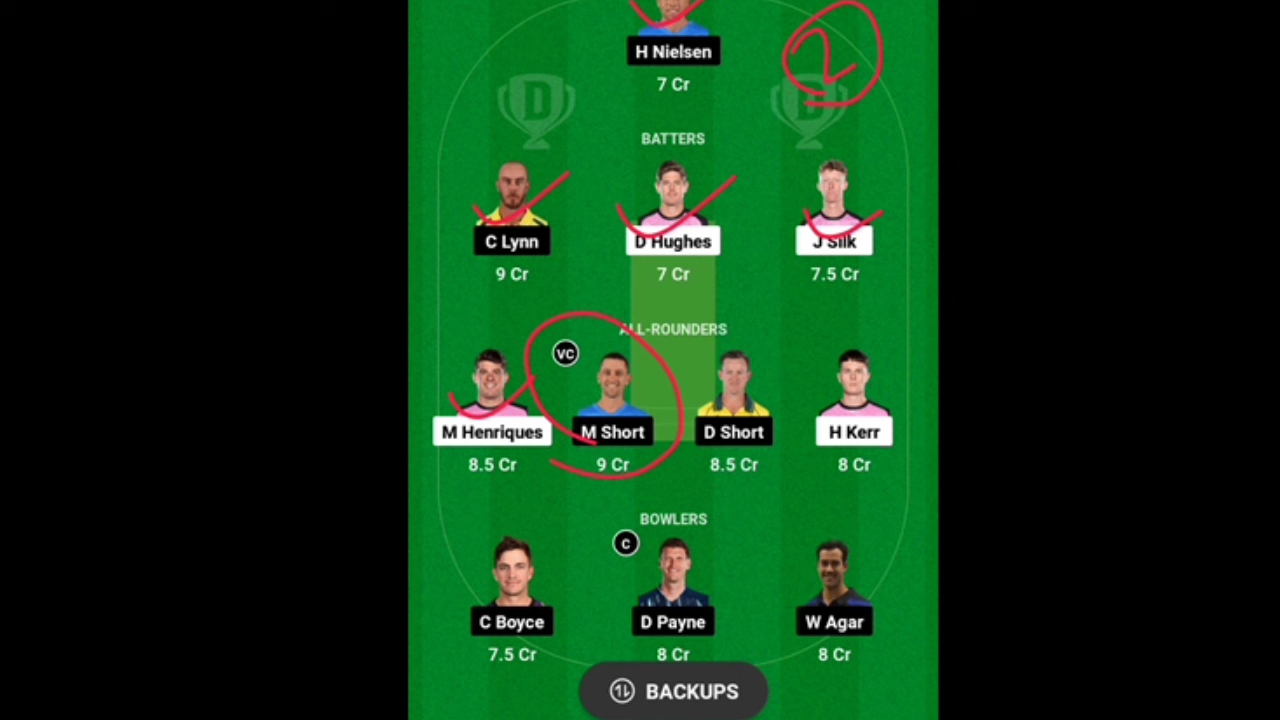 H Nielsen
7 Cr
2
D D
BATTERS
C Lynn D Hughes J Silk
9 Cr 7 Cr 7.5 Cr
ALL-ROUNDERS
VC
M Henriques M Short D Short H Kerr
8.5 Cr 9 Cr 8.5 Cr 8 Cr
BOWLERS
C
C Boyce D Payne W Agar
7.5 Cr 8 Cr 8 Cr
BACKUPS